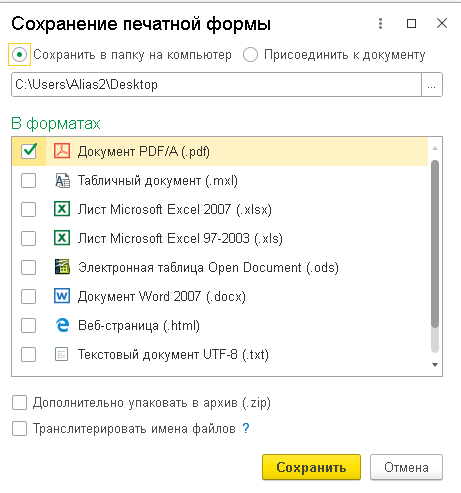 Сохранение печатной формы
Сохранить в папку на компьютер Присоединить к документу
C:\Users\Alias2\Desktop ...
В форматах
Документ PDF/A (.pdf)
Табличный документ (.mxl)
Лист Microsoft Excel 2007 (.xlsx)
Лист Microsoft Excel 97-2003 (.xls)
Электронная таблица Open Document (.ods)
Документ Word 2007 (.docx)
Веб-страница (.html)
Текстовый документ UTF-8 (.txt)
Дополнительно упаковать в архив (.zip)
Транслитерировать имена файлов ?
Сохранить Отмена